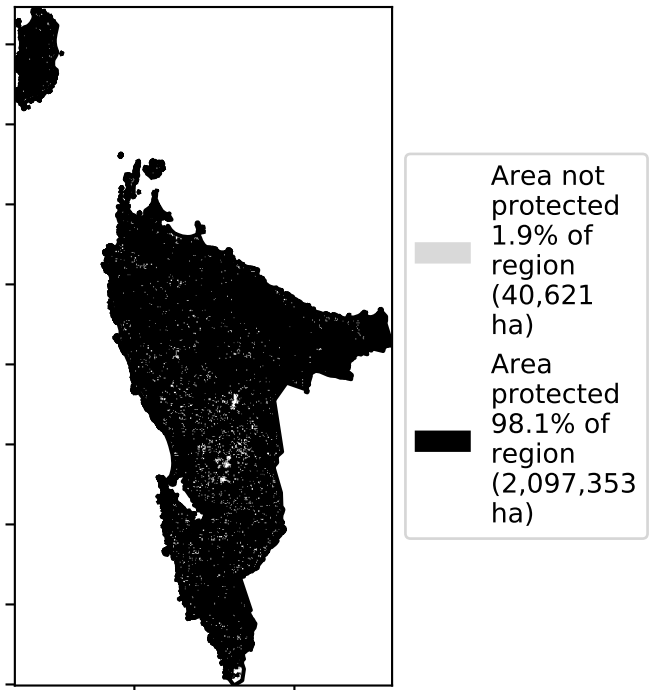 Area not
protected
1.9% of
region
(40,621
ha)
Area
protected
98.1% of
region
(2,097,353
ha)